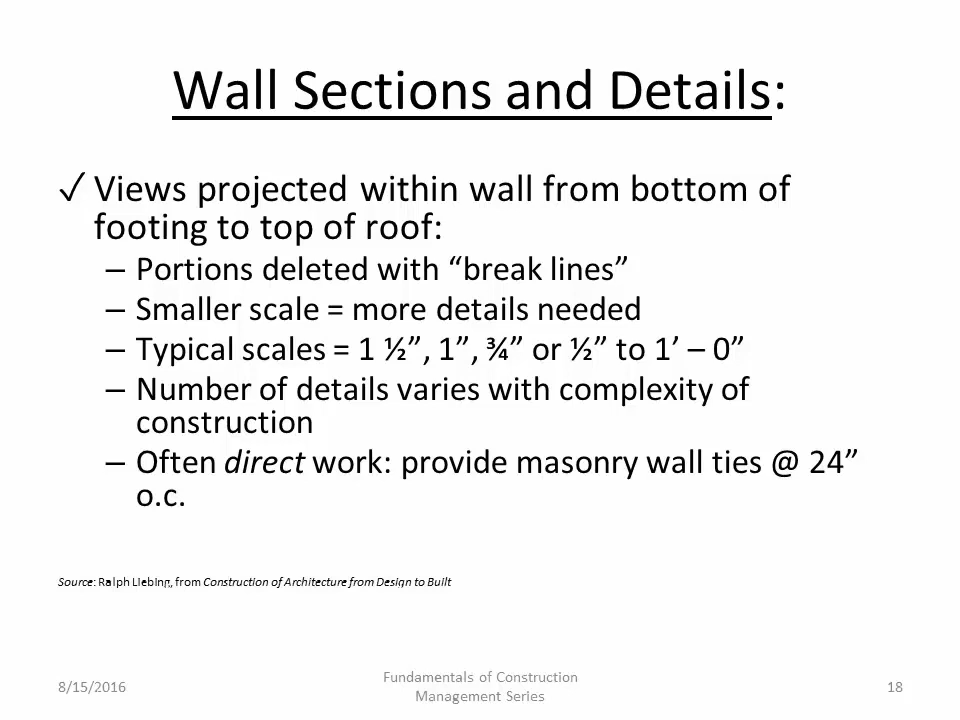 Wall Sections and Details:
✓ Views projected within wall from bottom of
footing to top of roof:
– Portions deleted with “break lines”
– Smaller scale = more details needed
– Typical scales = 1 ½”, 1”, ¾” or ½” to 1’ – 0”
– Number of details varies with complexity of
construction
– Often direct work: provide masonry wall ties @ 24”
o.c.
Source: Ralph Liebing, from Construction of Architecture from Design to Built
8/15/2016
Fundamentals of Construction
Management Series
18